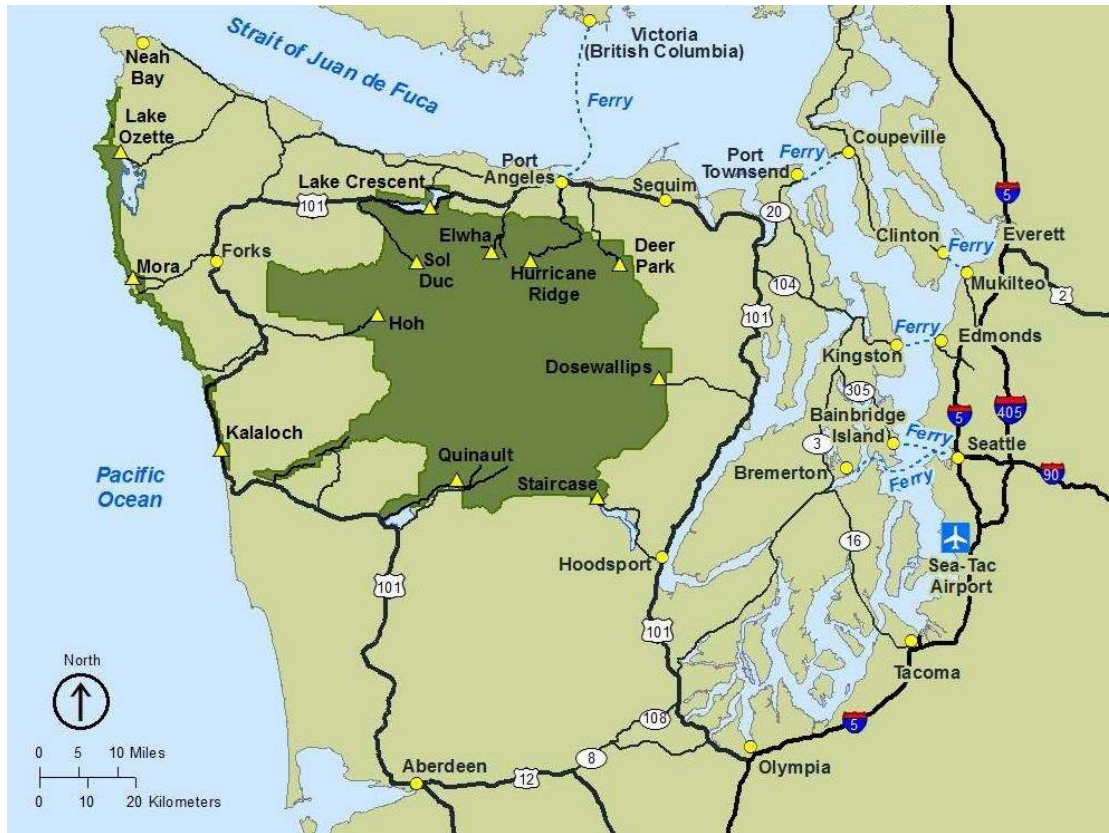 Victoria
(British Columbia)
Strait of Juan de Fuca
Neah
Bay
Ferry
Lake
Ozette
Coupeville
Ferry
Port
Townsend
Port
Angeles
Lake Crescent
Sequim
5
101
20
Clinton
Ferry
Everett
Elwha
Deer
Park
Forks
Sol
Duc
Hurricane
Ridge
Mora
Mukilteo
104
2
101
Hoh
Ferry
Edmonds
Kingston
Dosewallips
305
Bainbridge
Island
5
405
Ferry
Seattle
3
Kalaloch
Quinault
Bremerton
Ferry
90
Pacific
Ocean
Staircase
16
Hoodsport
Sea-Tac
Airport
101
101
North
Tacoma
108
5
0 5 10 Miles
0 10 20 Kilometers
8
Olympia
Aberdeen
12